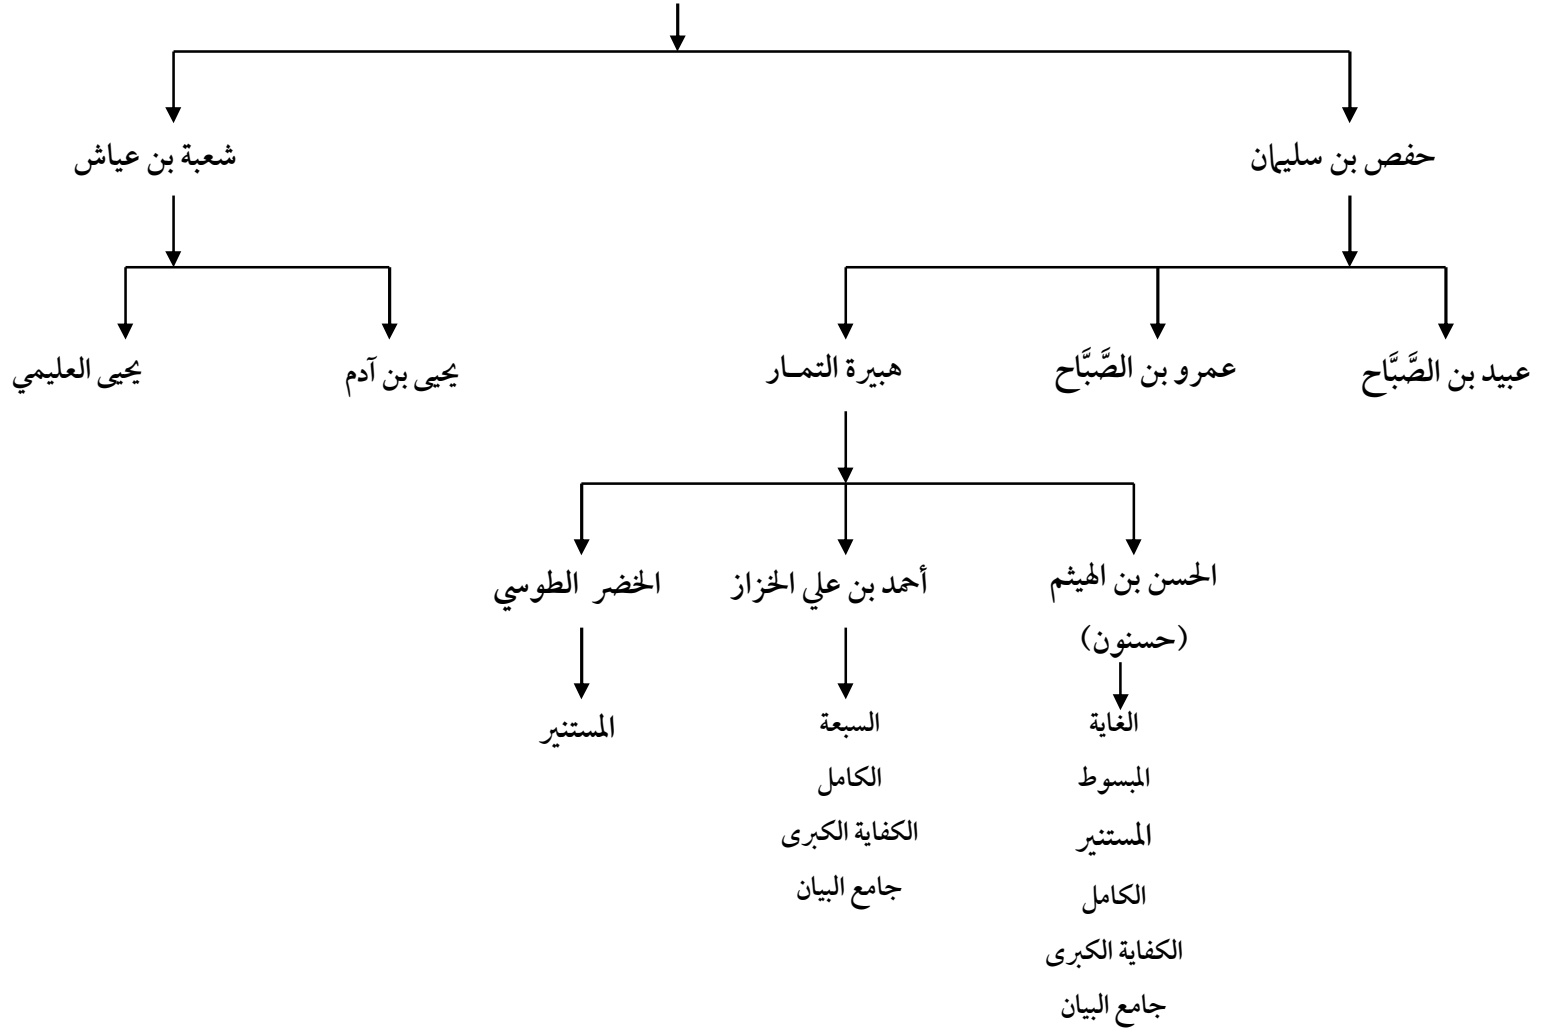 حفص بن سليمان
شعبة بن عياش
عبيد بن الصَّبَّاح
عمرو بن الصَّبَّاح
هبيرة التمــار
يحيى بن آدم
يحيى العليمي
الحسن بن الهيثم
(حسنون)
أحمد بن علي الخزاز
الخضر الطوسي
الغاية
المبسوط
المستنير
الكامل
الكفاية الكبرى
جامع البيان
السبعة
الكامل
الكفاية الكبرى
جامع البيان
المستنير